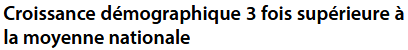 Croissance démographique 3 fois supérieure à
la moyenne nationale